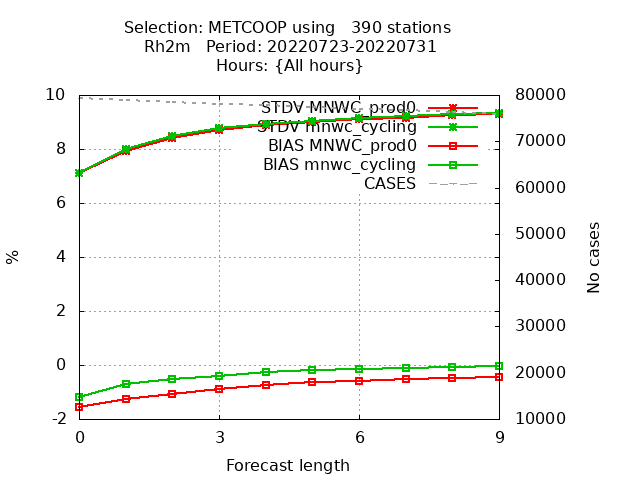 Selection: METCOOP using 390 stations
Rh2m Period: 20220723-20220731
Hours: {All hours}
10
8
6
4
2
0
-2
%
80000
70000
60000
50000
40000
30000
20000
10000
No cases
STDV MNWC_prod0
STDV mnwc_cycling
BIAS MNWC_prod0
BIAS mnwc_cycling
CASES
0 3 6 9
Forecast length